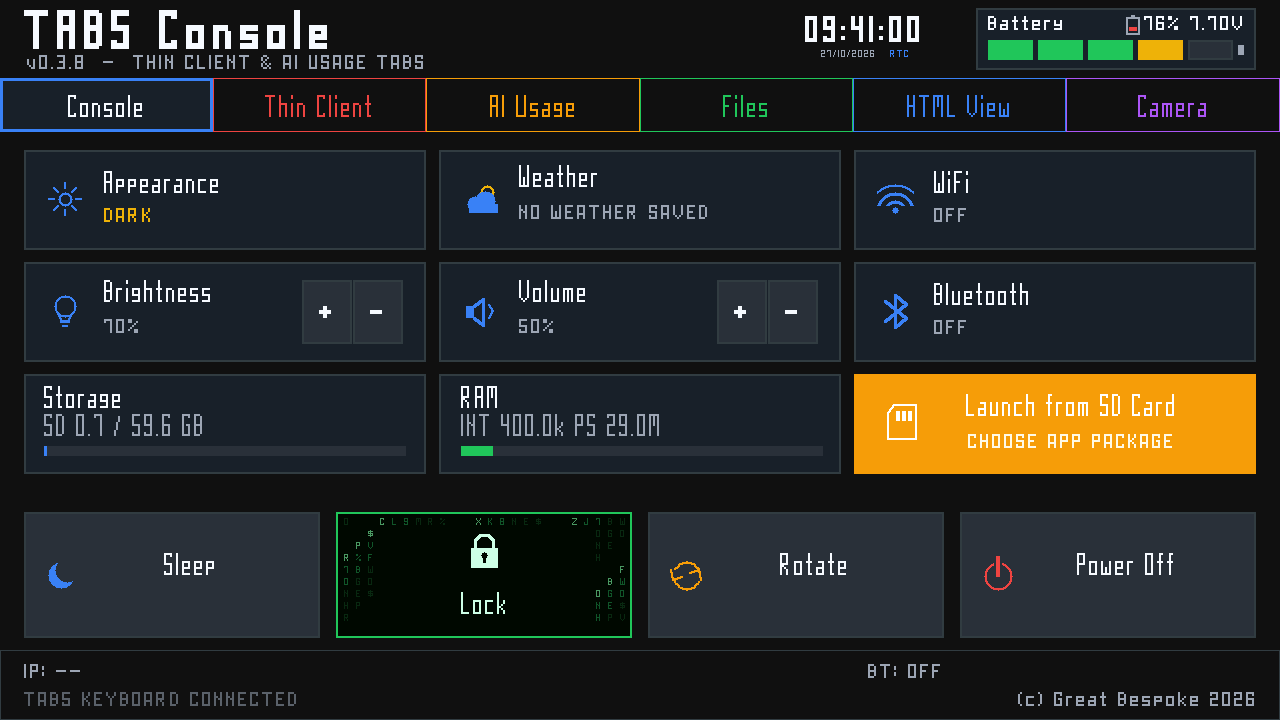 TABS Console
v0.3.8 – THIN CLIENT & AI USAGE TABS
09:41:00
27/10/2026 RTC
Battery 76% 7.70V
Console
Thin Client
AI Usage
Files
HTML View
Camera
Appearance
DARK
Weather
NO WEATHER SAVED
WiFi
OFF
Brightness
70%
+ −
Volume
50%
+ −
Bluetooth
OFF
Storage
SD 0.7 / 59.6 GB
RAM
INT 400.0k PS 29.0M
Launch from SD Card
CHOOSE APP PACKAGE
Sleep
Lock
Rotate
Power Off
IP: --
BT: OFF
TABS KEYBOARD CONNECTED
(c) Great Bespoke 2026